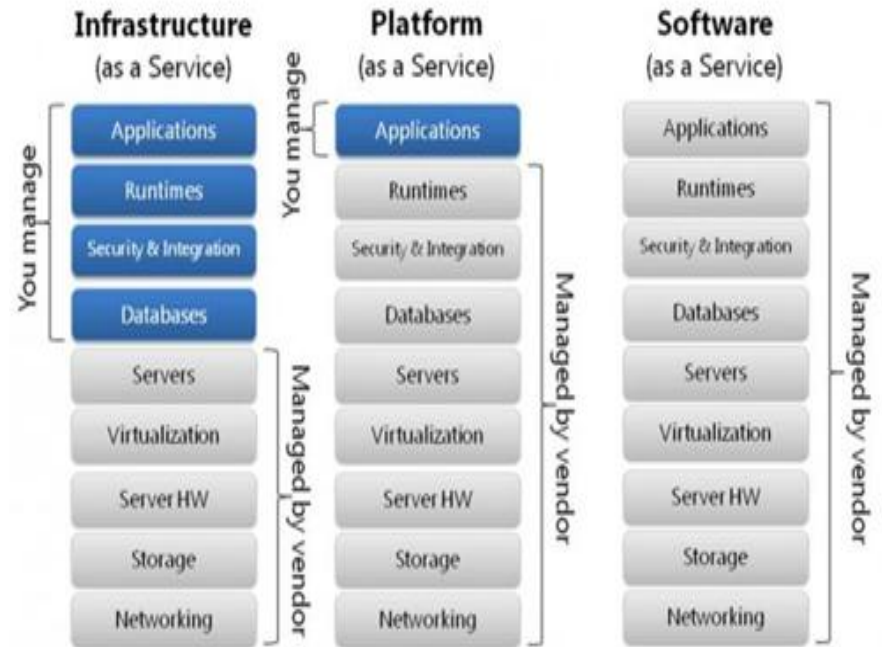 Infrastructure
(as a Service)
You manage
Applications
Runtimes
Security & Integration
Databases
Servers
Virtualization
Server HW
Storage
Networking
Managed by vendor
Platform
(as a Service)
You manage
Applications
Runtimes
Security & Integration
Databases
Servers
Virtualization
Server HW
Storage
Networking
Managed by vendor
Software
(as a Service)
Applications
Runtimes
Security & Integration
Databases
Servers
Virtualization
Server HW
Storage
Networking
Managed by vendor